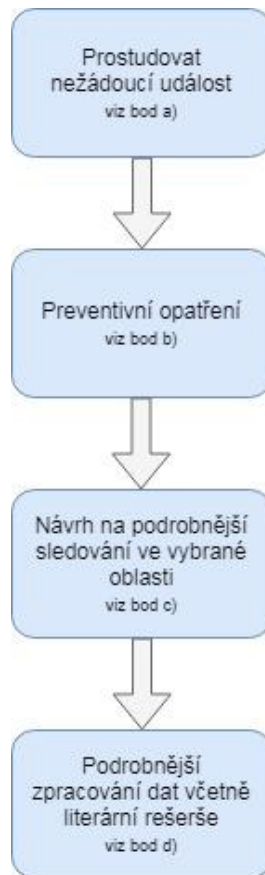 Prostudovat
nežádoucí událost
viz bod a)
Preventivní opatření
viz bod b)
Návrh na podrobnější
sledování ve vybrané
oblasti
viz bod c)
Podrobnější
zpracování dat včetně
literární rešerše
viz bod d)